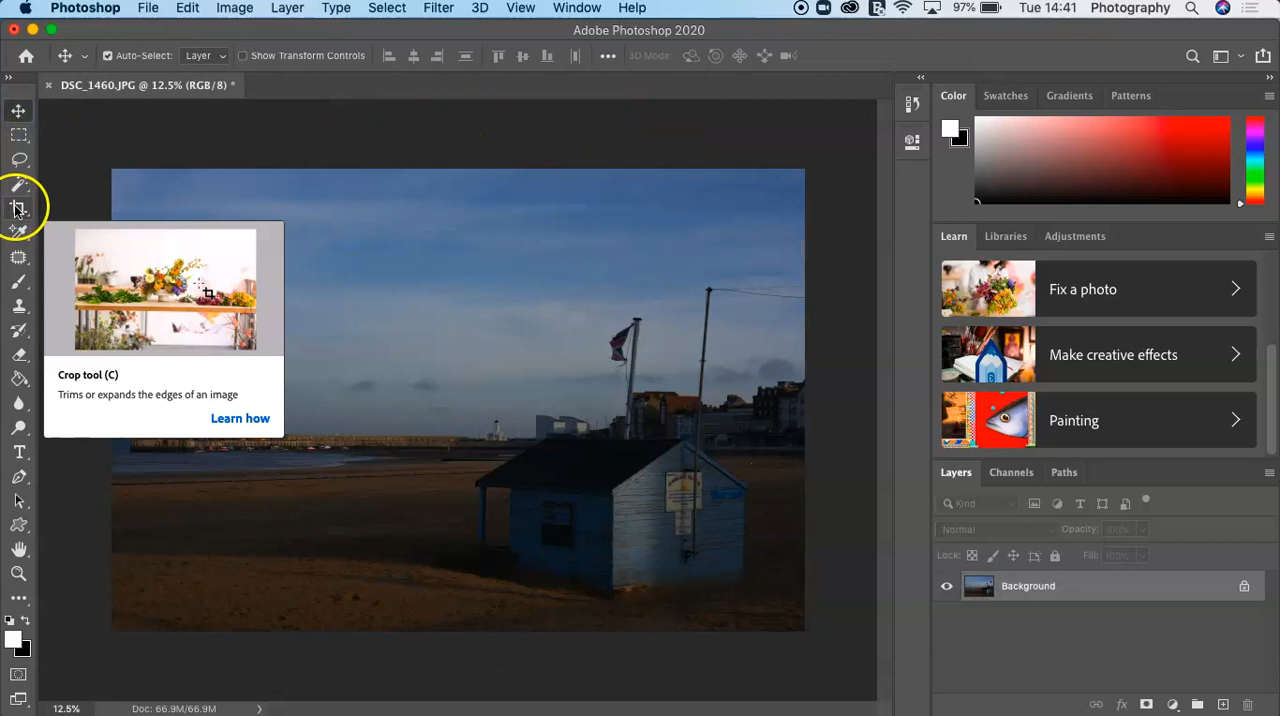 Photoshop File Edit Image Layer Type Select Filter 3D View Window Help 97% Tue 14:41 Photography
Adobe Photoshop 2020
Auto-Select: Layer Show Transform Controls 3D Mode:
DSC_1460.JPG @ 12.5% (RGB/8) *
Color Swatches Gradients Patterns
Crop tool (C)
Trims or expands the edges of an image
Learn how
Learn Libraries Adjustments
Fix a photo
Make creative effects
Painting
Layers Channels Paths
Kind
Normal Opacity: 100%
Lock: Fill: 100%
Background
12.5% Doc: 66.9M/66.9M